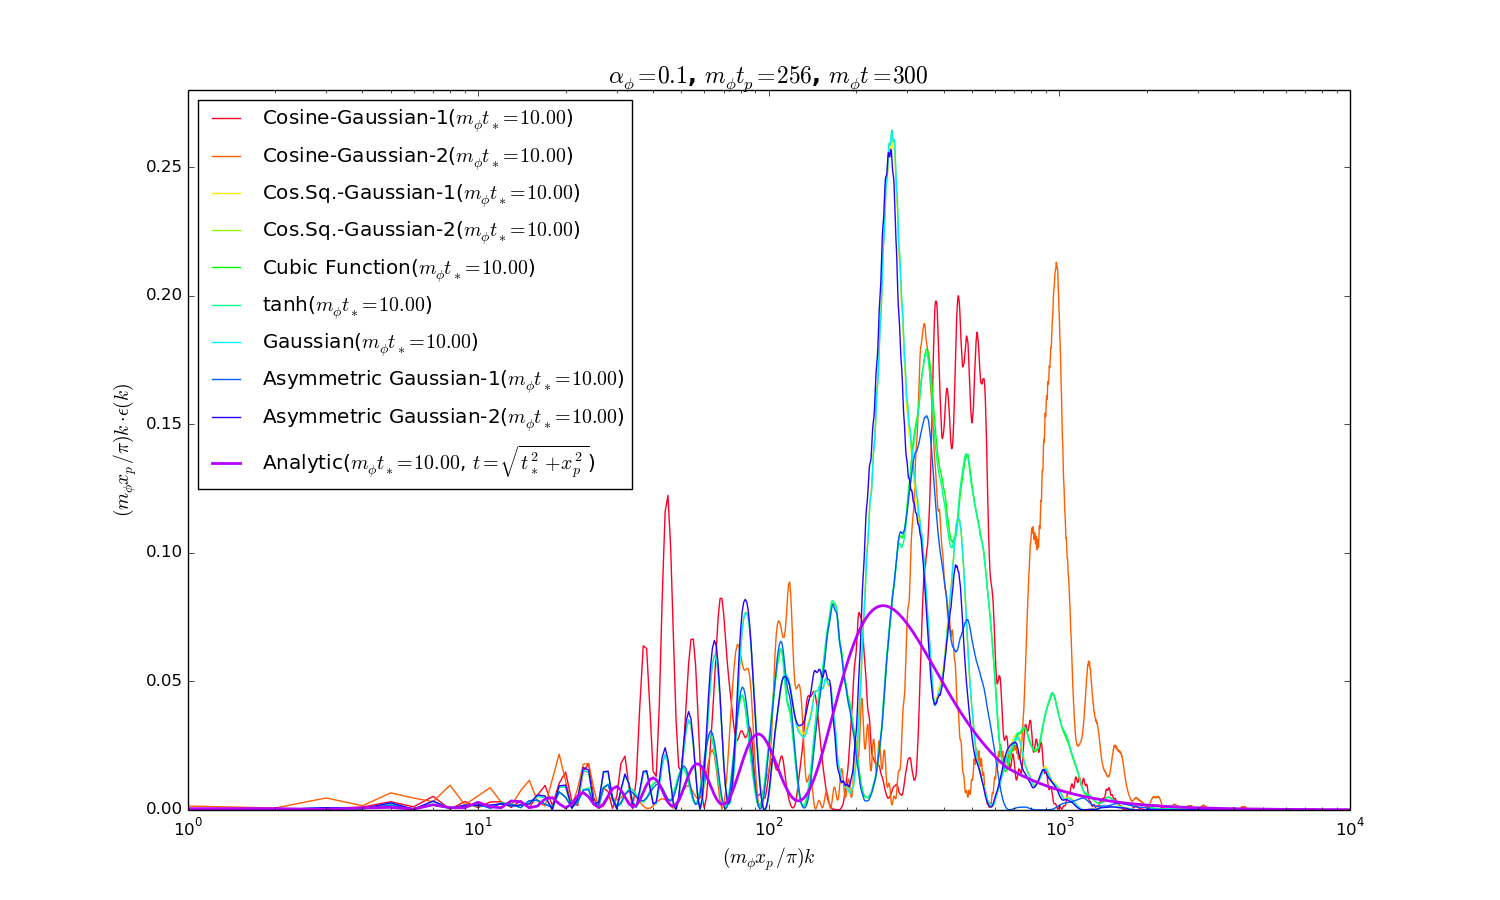 α_ϕ=0.1, m_ϕt_p=256, m_ϕt=300
Cosine-Gaussian-1(m_ϕt_*=10.00)
Cosine-Gaussian-2(m_ϕt_*=10.00)
Cos.Sq.-Gaussian-1(m_ϕt_*=10.00)
Cos.Sq.-Gaussian-2(m_ϕt_*=10.00)
Cubic Function(m_ϕt_*=10.00)
tanh(m_ϕt_*=10.00)
Gaussian(m_ϕt_*=10.00)
Asymmetric Gaussian-1(m_ϕt_*=10.00)
Asymmetric Gaussian-2(m_ϕt_*=10.00)
Analytic(m_ϕt_*=10.00, t=√(t_*^2+x_p^2))
(m_ϕx_p/π)k·ϵ(k)
0.25
0.20
0.15
0.10
0.05
0.00
10^0 10^1 10^2 10^3 10^4
(m_ϕx_p/π)k